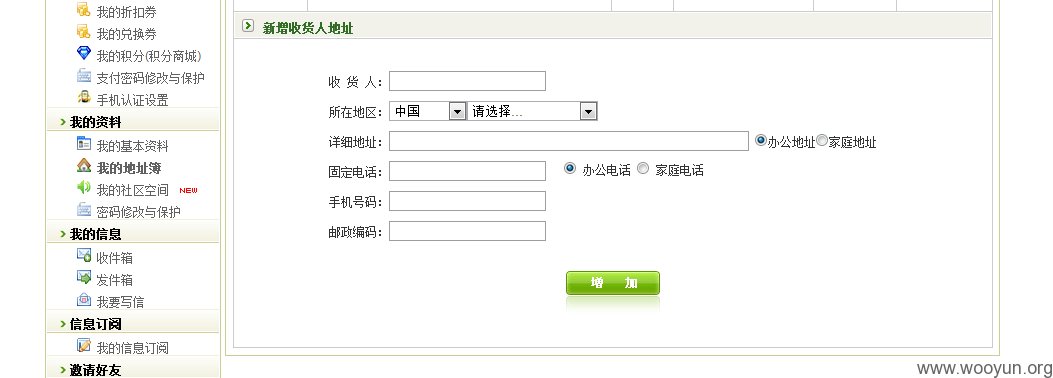 我的折扣券
我的兑换券
我的积分(积分商城)
支付密码修改与保护
手机认证设置
我的资料
我的基本资料
我的地址簿
我的社区空间 NEW
密码修改与保护
我的信息
收件箱
发件箱
我要写信
信息订阅
我的信息订阅
邀请好友
新增收货人地址
收 货 人：
所在地区： 中国 请选择...
详细地址： 办公地址 家庭地址
固定电话： 办公电话 家庭电话
手机号码：
邮政编码：
增 加
www.wooyun.org